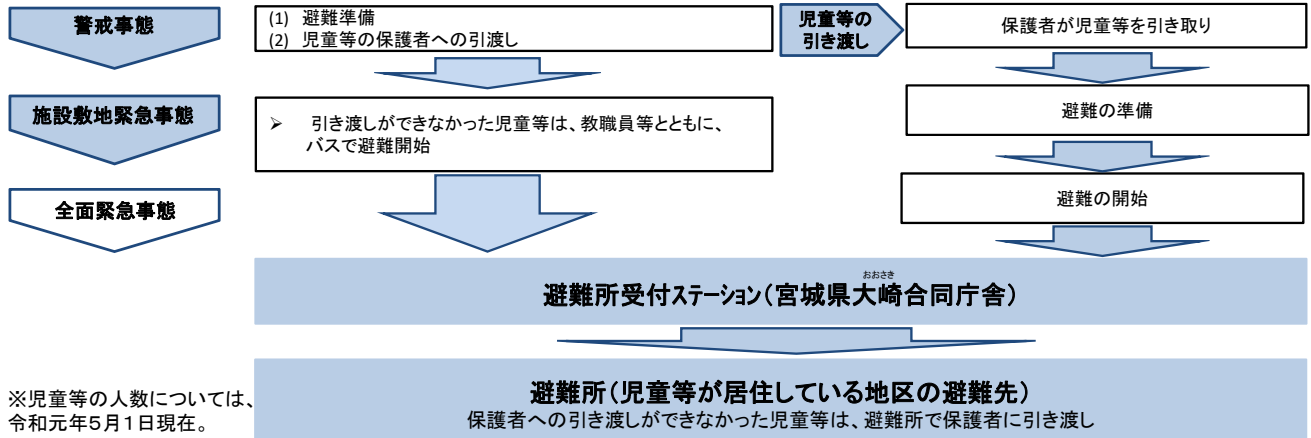 警戒事態
(1) 避難準備
(2) 児童等の保護者への引渡し
児童等の
引き渡し
保護者が児童等を引き取り
施設敷地緊急事態
➢ 引き渡しができなかった児童等は、教職員等とともに、
バスで避難開始
避難の準備
全面緊急事態
避難の開始
おおさき
避難所受付ステーション(宮城県大崎合同庁舎)
避難所(児童等が居住している地区の避難先)
保護者への引き渡しができなかった児童等は、避難所で保護者に引き渡し
※児童等の人数については、
令和元年5月1日現在。